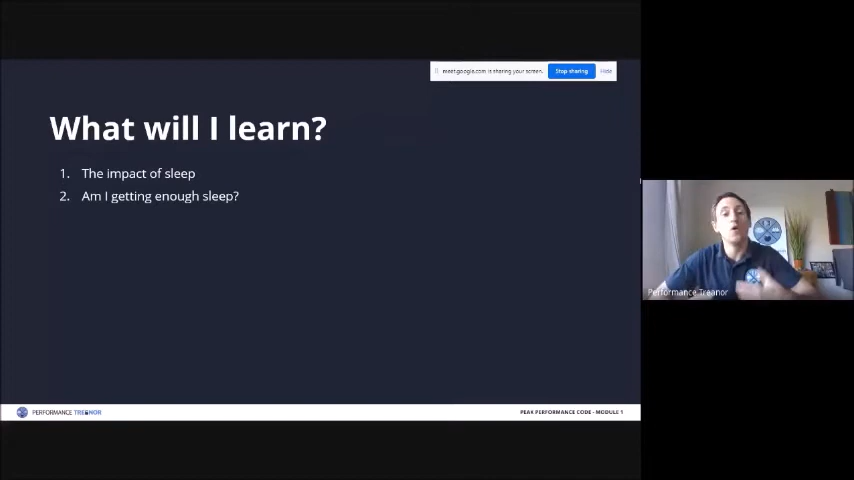 meet.google.com is sharing your screen.
Stop sharing
Hide
What will I learn?
1. The impact of sleep
2. Am I getting enough sleep?
Performance Treanor
PERFORMANCE TREANOR
PEAK PERFORMANCE CODE - MODULE 1